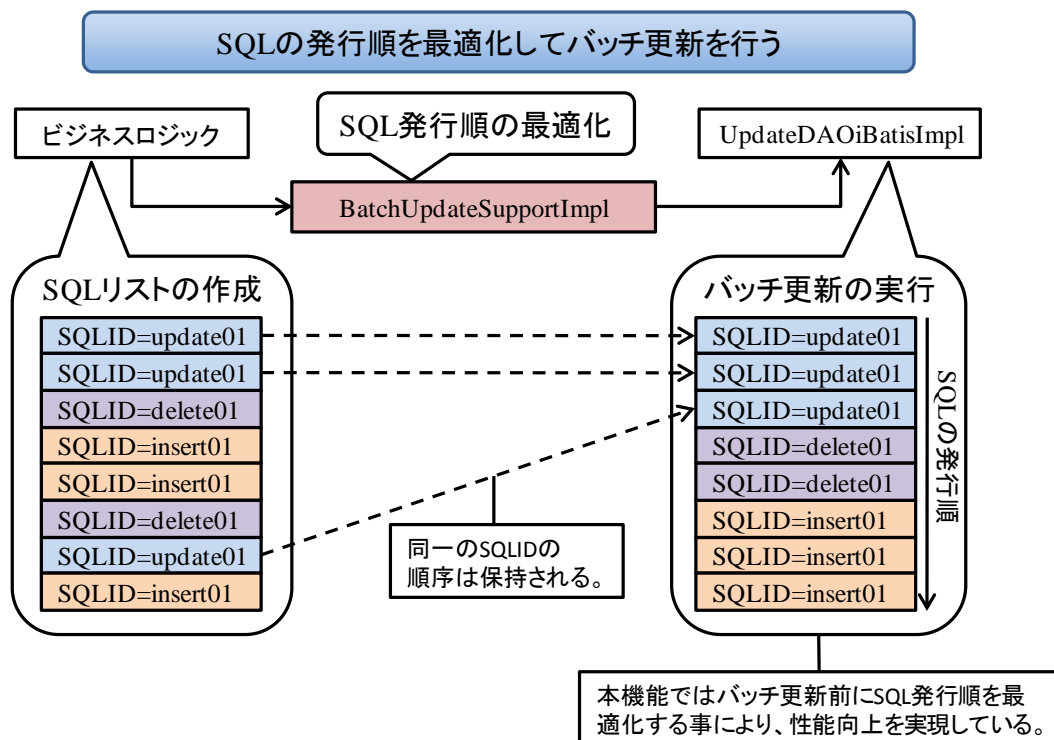 SQLの発行順を最適化してバッチ更新を行う
ビジネスロジック
SQL発行順の最適化
UpdateDAOiBatisImpl
BatchUpdateSupportImpl
SQLリストの作成
SQLID=update01
SQLID=update01
SQLID=delete01
SQLID=insert01
SQLID=insert01
SQLID=delete01
SQLID=update01
SQLID=insert01
同一のSQLIDの
順序は保持される。
バッチ更新の実行
SQLID=update01
SQLID=update01
SQLID=update01
SQLID=delete01
SQLID=delete01
SQLID=insert01
SQLID=insert01
SQLID=insert01
SQLの発行順
本機能ではバッチ更新前にSQL発行順を最
適化する事により、性能向上を実現している。